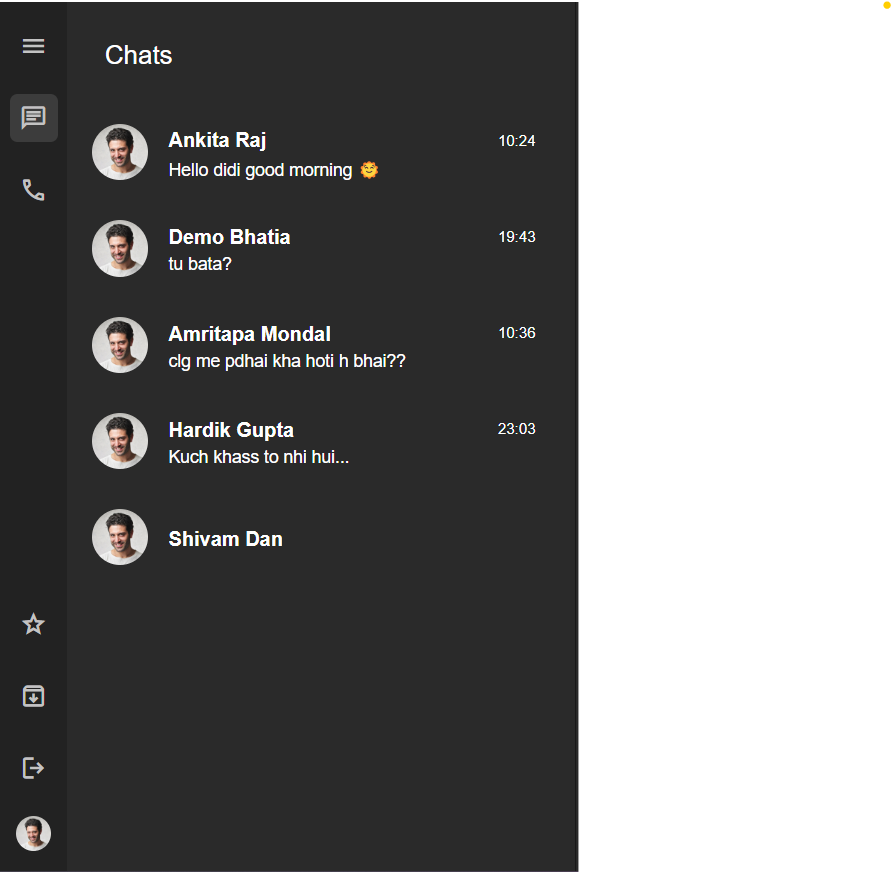 Chats
Ankita Raj
10:24
Hello didi good morning 🌞
Demo Bhatia
19:43
tu bata?
Amritapa Mondal
10:36
clg me pdhai kha hoti h bhai??
Hardik Gupta
23:03
Kuch khass to nhi hui...
Shivam Dan